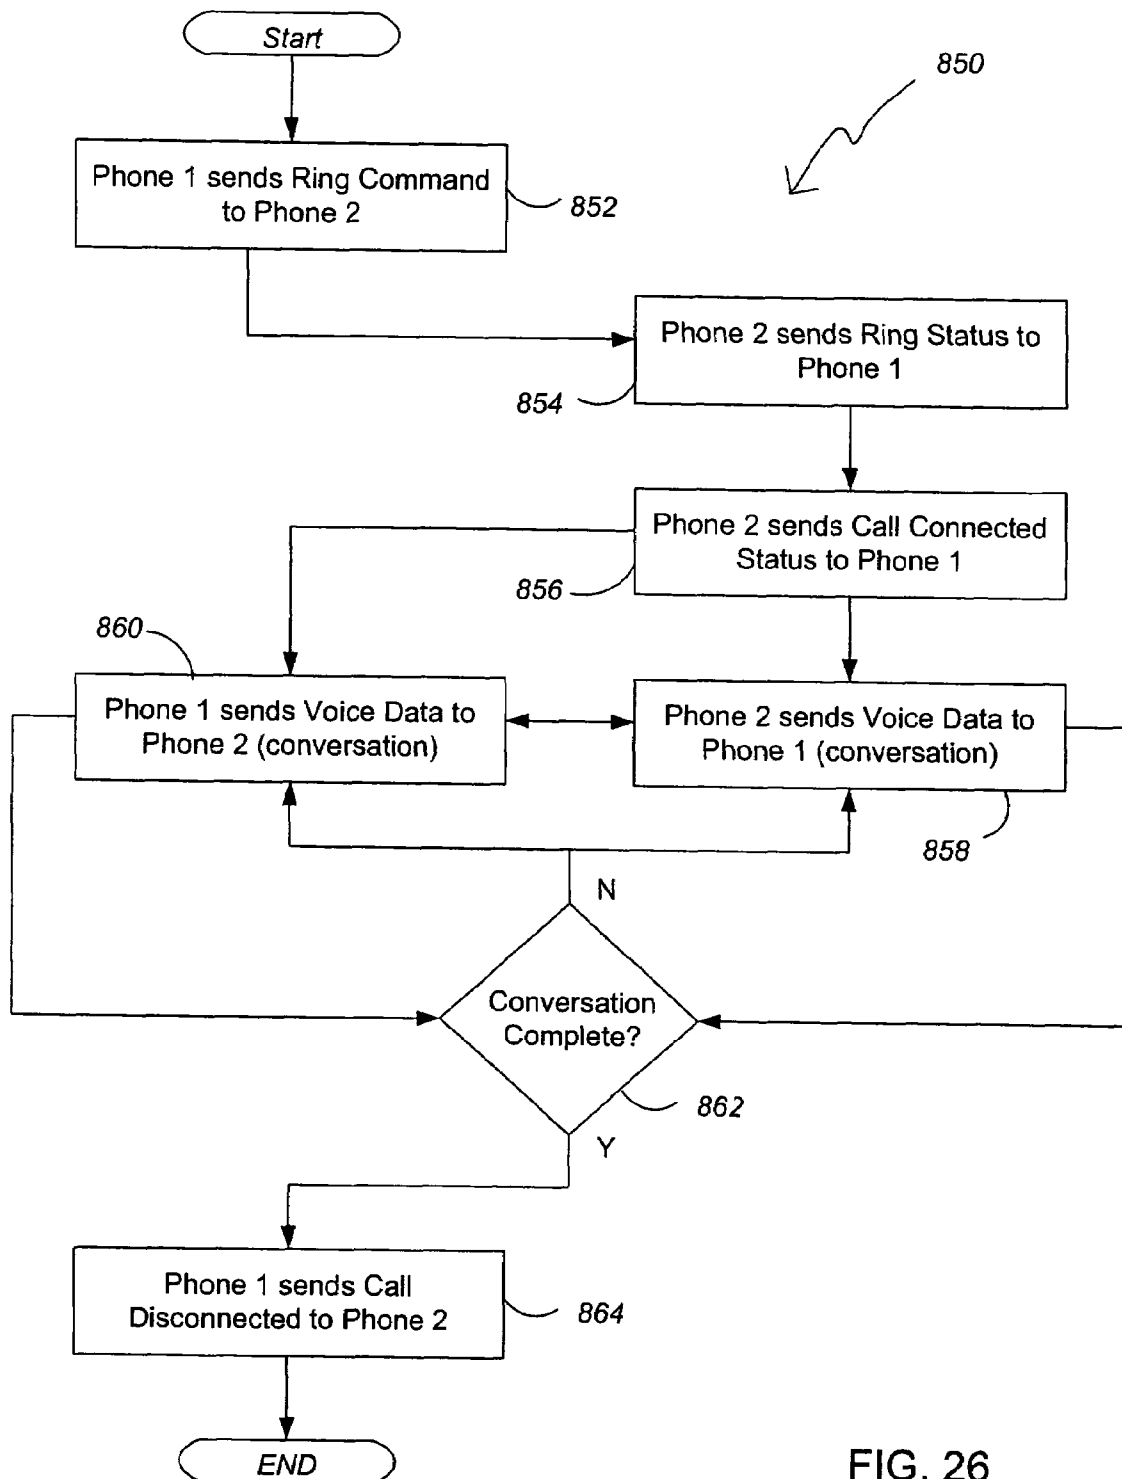 Start
850
Phone 1 sends Ring Command
to Phone 2
852
Phone 2 sends Ring Status to
Phone 1
854
Phone 2 sends Call Connected
Status to Phone 1
856
860
Phone 1 sends Voice Data to
Phone 2 (conversation)
Phone 2 sends Voice Data to
Phone 1 (conversation)
858
N
Conversation
Complete?
862
Y
Phone 1 sends Call
Disconnected to Phone 2
864
END
FIG. 26